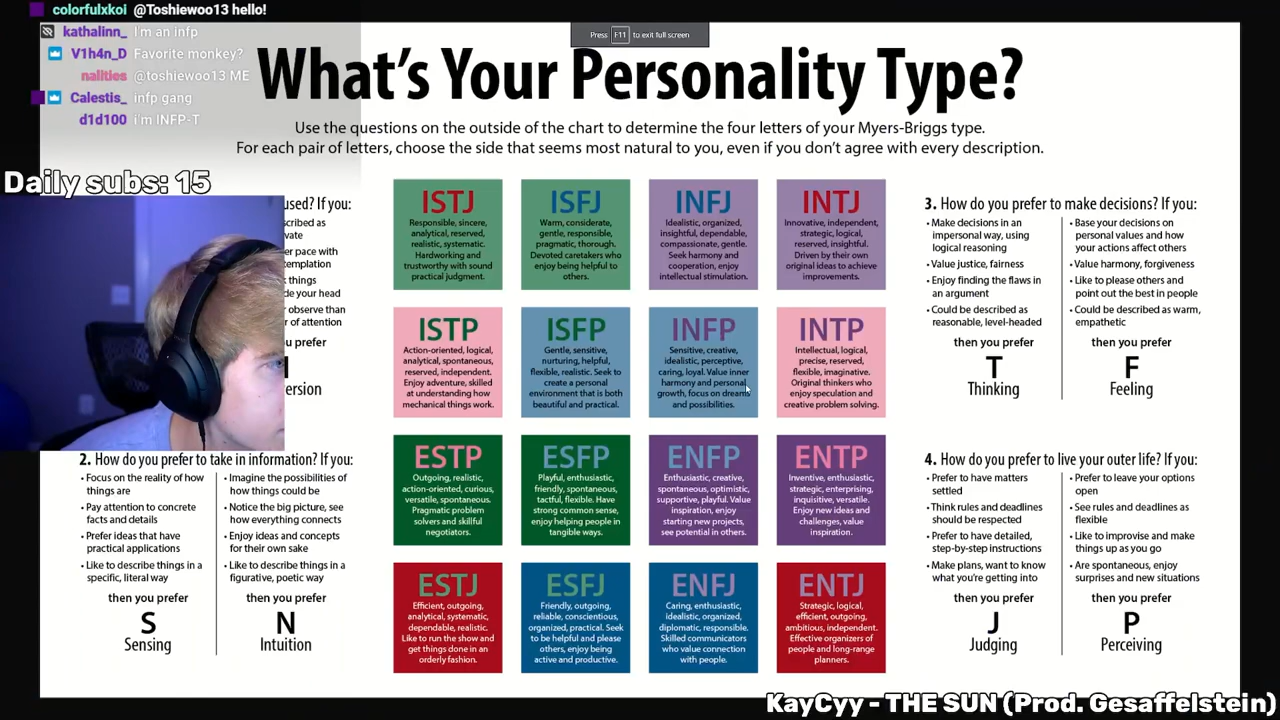 colorfulxkoi @Toshiewoo13 hello!
kathalinn_ I'm an infp
V1h4n_D Favorite monkey?
nalities @toshiewoo13 ME
Calestis_ infp gang
d1d100 i'm INFP-T
Press F11 to exit full screen
What's Your Personality Type?
Use the questions on the outside of the chart to determine the four letters of your Myers-Briggs type.
For each pair of letters, choose the side that seems most natural to you, even if you don't agree with every description.
Daily subs: 15
used? If you:
scribed as
vate
er pace with
templation
k things
de your head
observe than
r of attention
you prefer
ersion
2. How do you prefer to take in information? If you:
• Focus on the reality of how
things are
• Pay attention to concrete
facts and details
• Prefer ideas that have
practical applications
• Like to describe things in a
specific, literal way
then you prefer
S
Sensing
• Imagine the possibilities of
how things could be
• Notice the big picture, see
how everything connects
• Enjoy ideas and concepts
for their own sake
• Like to describe things in a
figurative, poetic way
then you prefer
N
Intuition
ISTJ
Responsible, sincere,
analytical, reserved,
realistic, systematic.
Hardworking and
trustworthy with sound
practical judgment.
ISFJ
Warm, considerate,
gentle, responsible,
pragmatic, thorough.
Devoted caretakers who
enjoy being helpful to
others.
INFJ
Idealistic, organized,
insightful, dependable,
compassionate, gentle.
Seek harmony and
cooperation, enjoy
intellectual stimulation.
INTJ
Innovative, independent,
strategic, logical,
reserved, insightful.
Driven by their own
original ideas to achieve
improvements.
ISTP
Action-oriented, logical,
analytical, spontaneous,
reserved, independent.
Enjoy adventure, skilled
at understanding how
mechanical things work.
ISFP
Gentle, sensitive,
nurturing, helpful,
flexible, realistic. Seek to
create a personal
environment that is both
beautiful and practical.
INFP
Sensitive, creative,
idealistic, perceptive,
caring, loyal. Value inner
harmony and personal
growth, focus on dreams
and possibilities.
INTP
Intellectual, logical,
precise, reserved,
flexible, imaginative.
Original thinkers who
enjoy speculation and
creative problem solving.
ESTP
Outgoing, realistic,
action-oriented, curious,
versatile, spontaneous.
Pragmatic problem
solvers and skillful
negotiators.
ESFP
Playful, enthusiastic,
friendly, spontaneous,
tactful, flexible. Have
strong common sense,
enjoy helping people in
tangible ways.
ENFP
Enthusiastic, creative,
spontaneous, optimistic,
supportive, playful. Value
inspiration, enjoy
starting new projects,
see potential in others.
ENTP
Inventive, enthusiastic,
strategic, enterprising,
inquisitive, versatile.
Enjoy new ideas and
challenges, value
inspiration.
ESTJ
Efficient, outgoing,
analytical, systematic,
dependable, realistic.
Like to run the show and
get things done in an
orderly fashion.
ESFJ
Friendly, outgoing,
reliable, conscientious,
organized, practical. Seek
to be helpful and please
others, enjoy being
active and productive.
ENFJ
Caring, enthusiastic,
idealistic, organized,
diplomatic, responsible.
Skilled communicators
who value connection
with people.
ENTJ
Strategic, logical,
efficient, outgoing,
ambitious, independent.
Effective organizers of
people and long-range
planners.
3. How do you prefer to make decisions? If you:
• Make decisions in an
impersonal way, using
logical reasoning
• Value justice, fairness
• Enjoy finding the flaws in
an argument
• Could be described as
reasonable, level-headed
then you prefer
T
Thinking
• Base your decisions on
personal values and how
your actions affect others
• Value harmony, forgiveness
• Like to please others and
point out the best in people
• Could be described as warm,
empathetic
then you prefer
F
Feeling
4. How do you prefer to live your outer life? If you:
• Prefer to have matters
settled
• Think rules and deadlines
should be respected
• Prefer to have detailed,
step-by-step instructions
• Make plans, want to know
what you're getting into
then you prefer
J
Judging
• Prefer to leave your options
open
• See rules and deadlines as
flexible
• Like to improvise and make
things up as you go
• Are spontaneous, enjoy
surprises and new situations
then you prefer
P
Perceiving
KayCyy - THE SUN (Prod. Gesaffelstein)